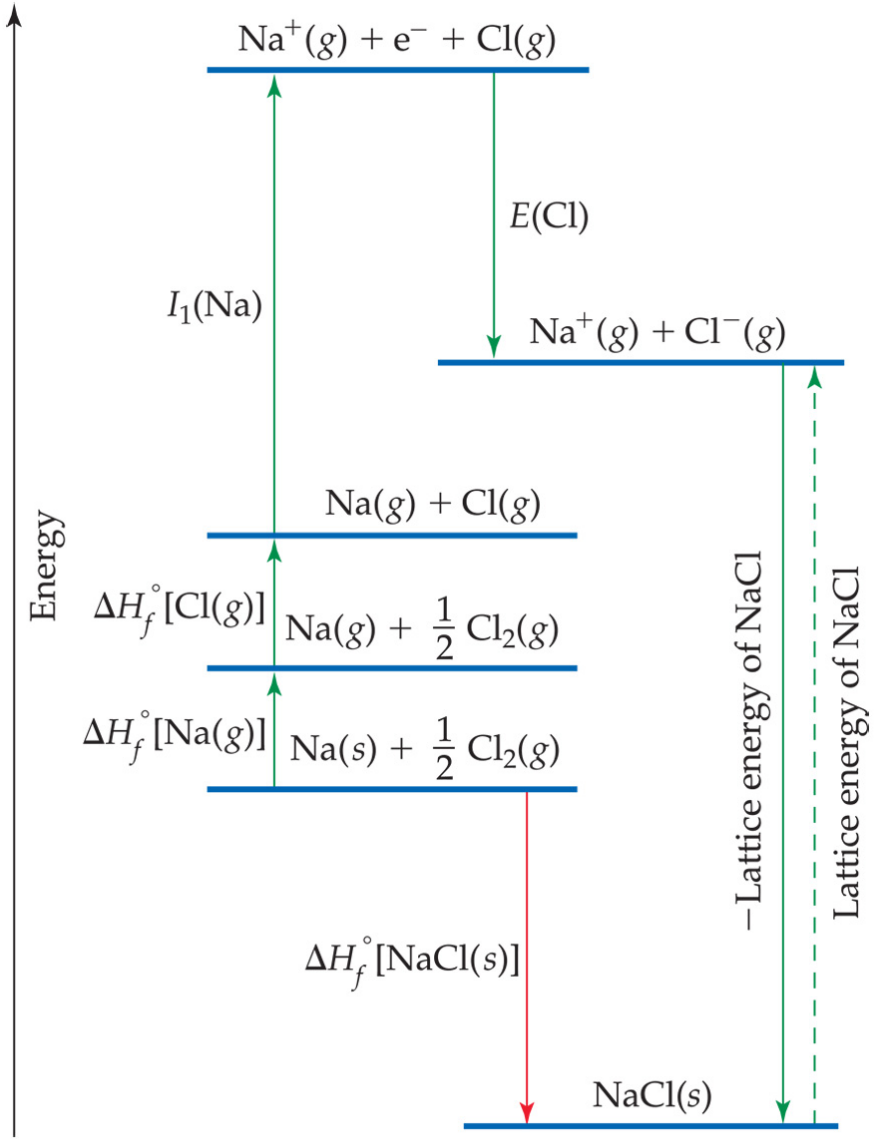 Na⁺(g) + e⁻ + Cl(g)
E(Cl)
I₁(Na)
Na⁺(g) + Cl⁻(g)
Na(g) + Cl(g)
Energy
ΔH°f[Cl(g)]
Na(g) + 1/2 Cl₂(g)
ΔH°f[Na(g)]
Na(s) + 1/2 Cl₂(g)
−Lattice energy of NaCl
Lattice energy of NaCl
ΔH°f[NaCl(s)]
NaCl(s)